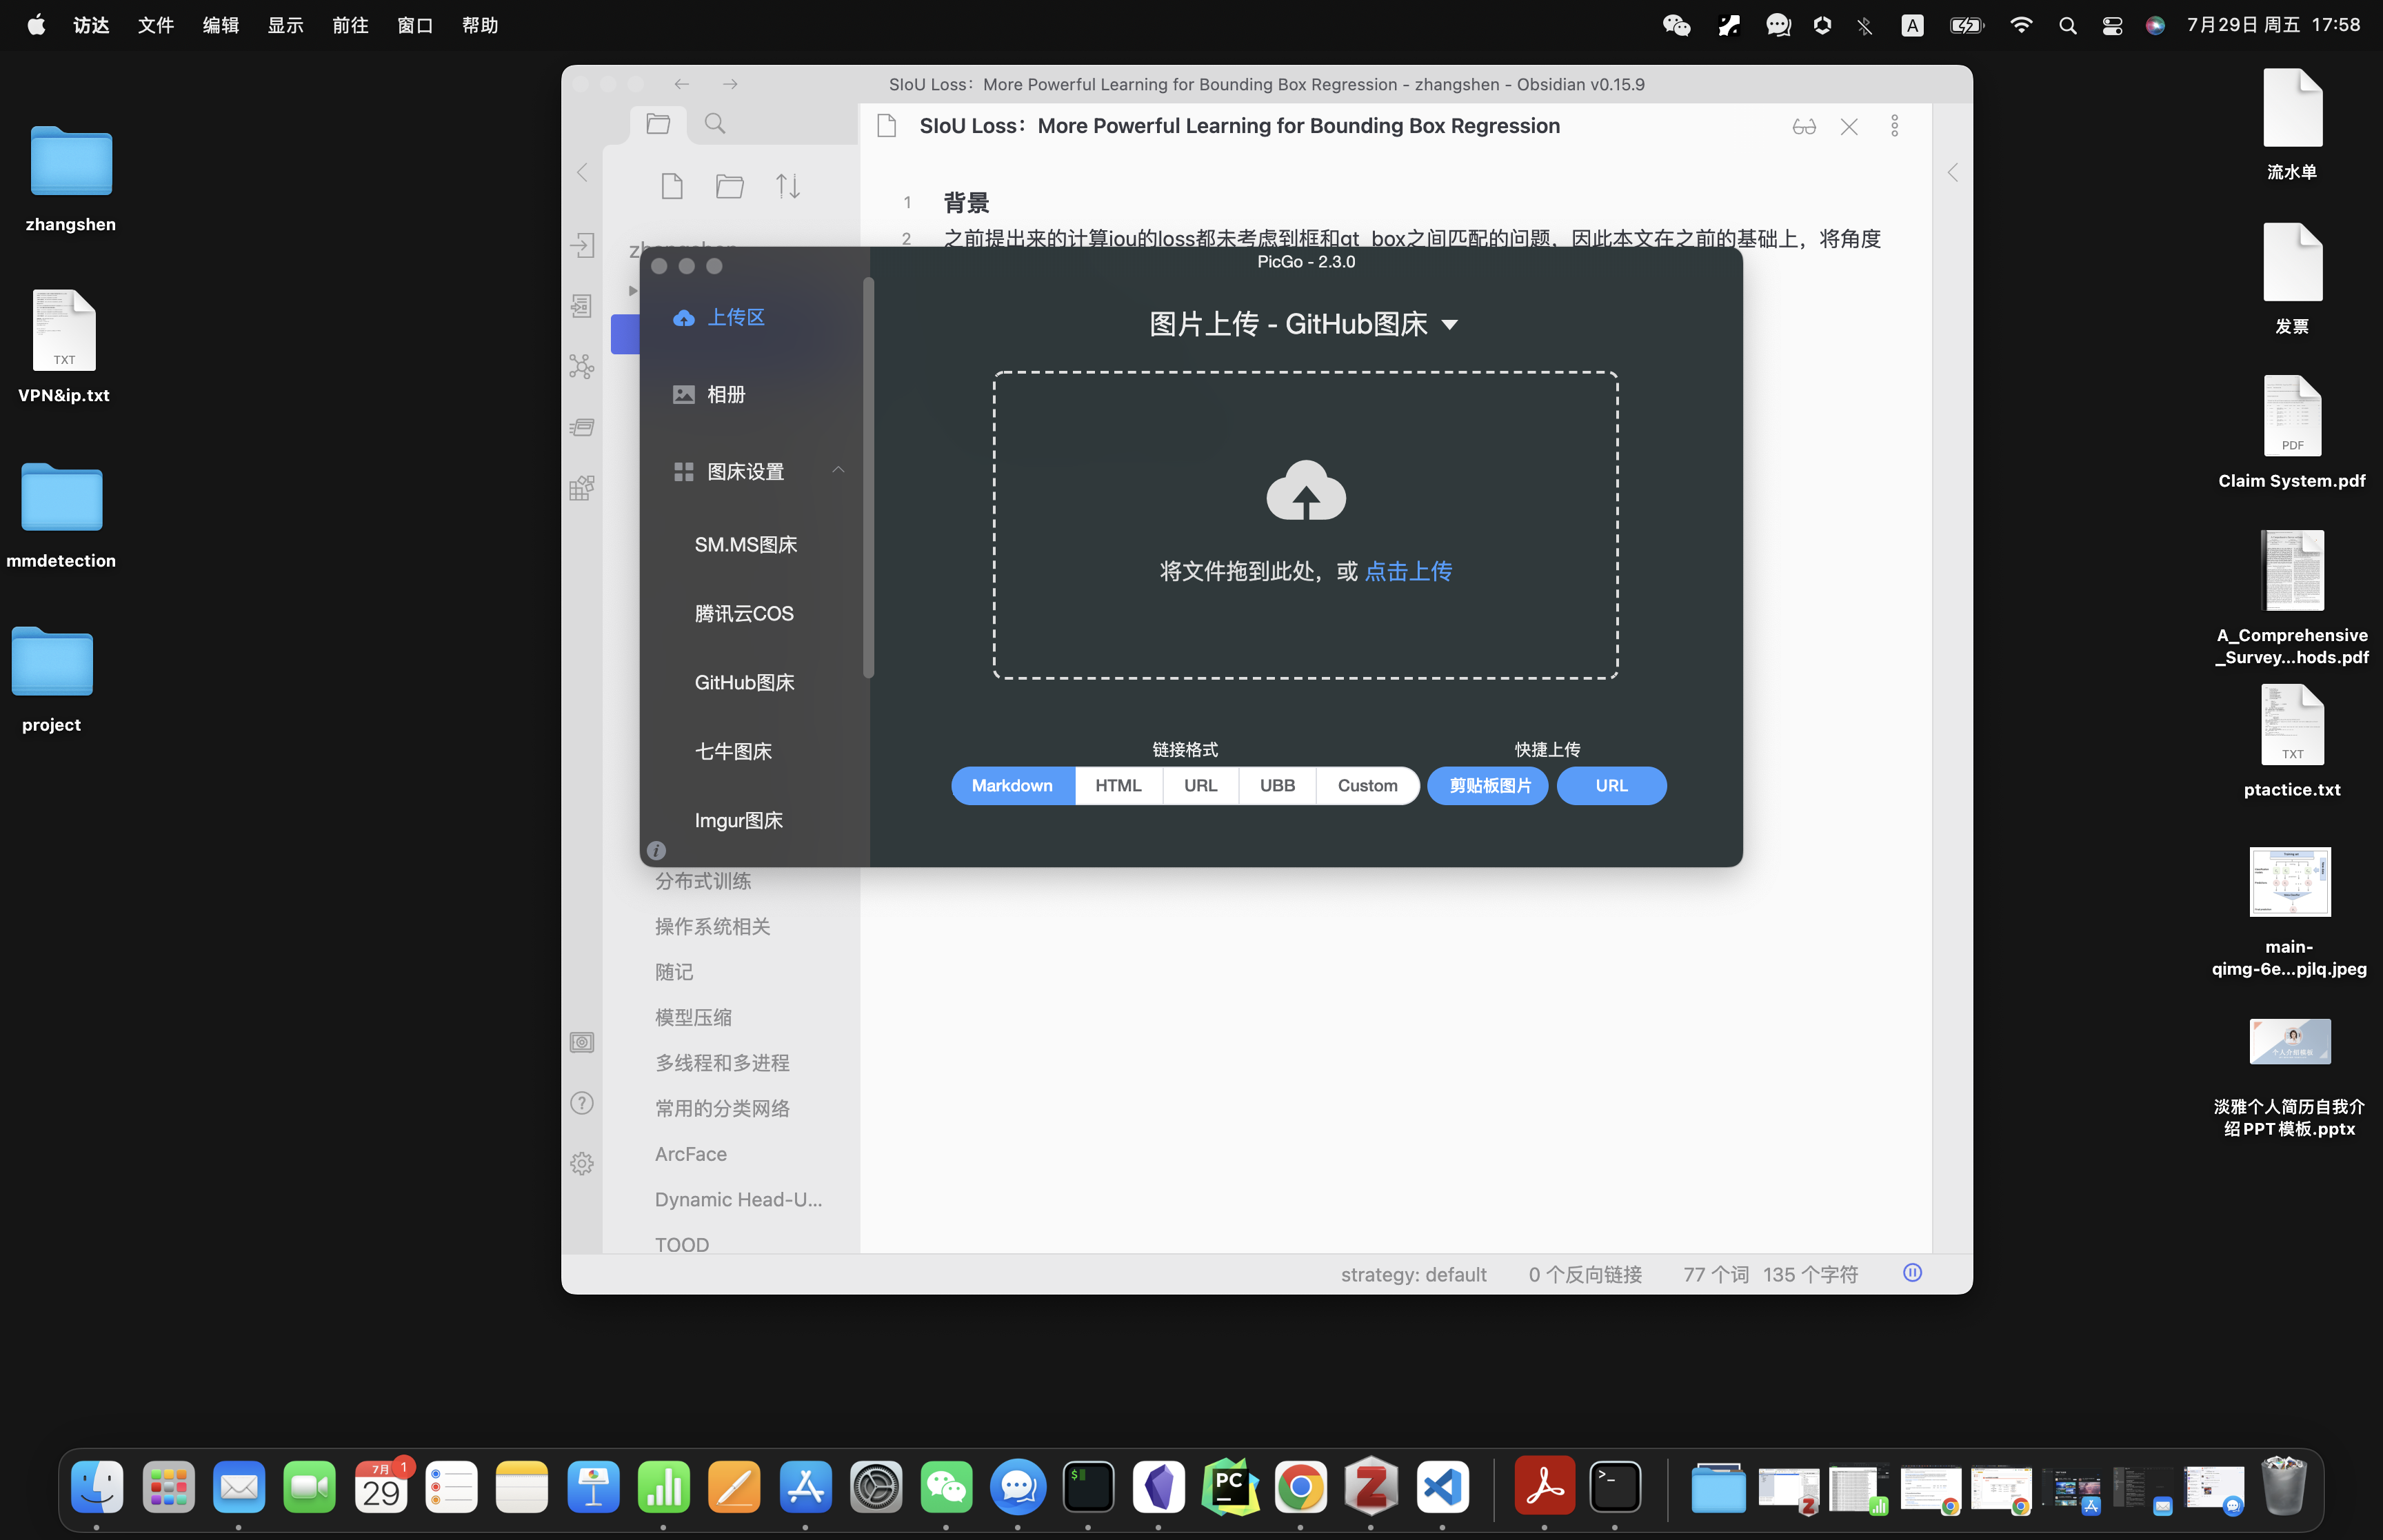 访达 文件 编辑 显示 前往 窗口 帮助
A
7月29日 周五 17:58
zhangshen
TXT
VPN&ip.txt
mmdetection
project
SIoU Loss：More Powerful Learning for Bounding Box Regression - zhangshen - Obsidian v0.15.9
SIoU Loss：More Powerful Learning for Bounding Box Regression
1 背景
2 之前提出来的计算iou的loss都未考虑到框和gt_box之间匹配的问题，因此本文在之前的基础上，将角度
zhangshen
PicGo - 2.3.0
上传区
相册
图床设置
SM.MS图床
腾讯云COS
GitHub图床
七牛图床
Imgur图床
图片上传 - GitHub图床
将文件拖到此处，或 点击上传
链接格式
快捷上传
Markdown HTML URL UBB Custom
剪贴板图片 URL
分布式训练
操作系统相关
随记
模型压缩
多线程和多进程
常用的分类网络
ArcFace
Dynamic Head-U...
TOOD
strategy: default 0 个反向链接 77 个词 135 个字符
流水单
发票
PDF
Claim System.pdf
A_Comprehensive
_Survey...hods.pdf
TXT
ptactice.txt
main-
qimg-6e...pjlq.jpeg
个人介绍模板
淡雅个人简历自我介
绍PPT模板.pptx
7月
29
1
PC
Z